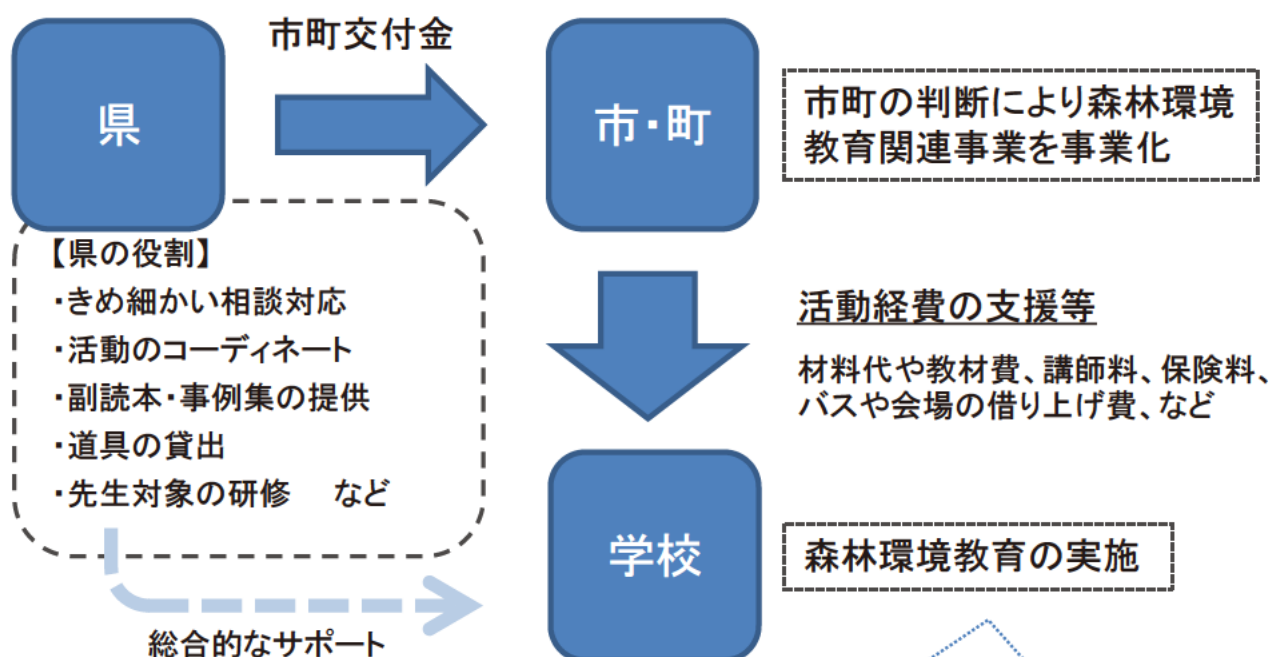 市町交付金
県
市・町
市町の判断により森林環境
教育関連事業を事業化
【県の役割】
・きめ細かい相談対応
・活動のコーディネート
・副読本・事例集の提供
・道具の貸出
・先生対象の研修　など
活動経費の支援等
材料代や教材費、講師料、保険料、
バスや会場の借り上げ費、など
学校
森林環境教育の実施
総合的なサポート